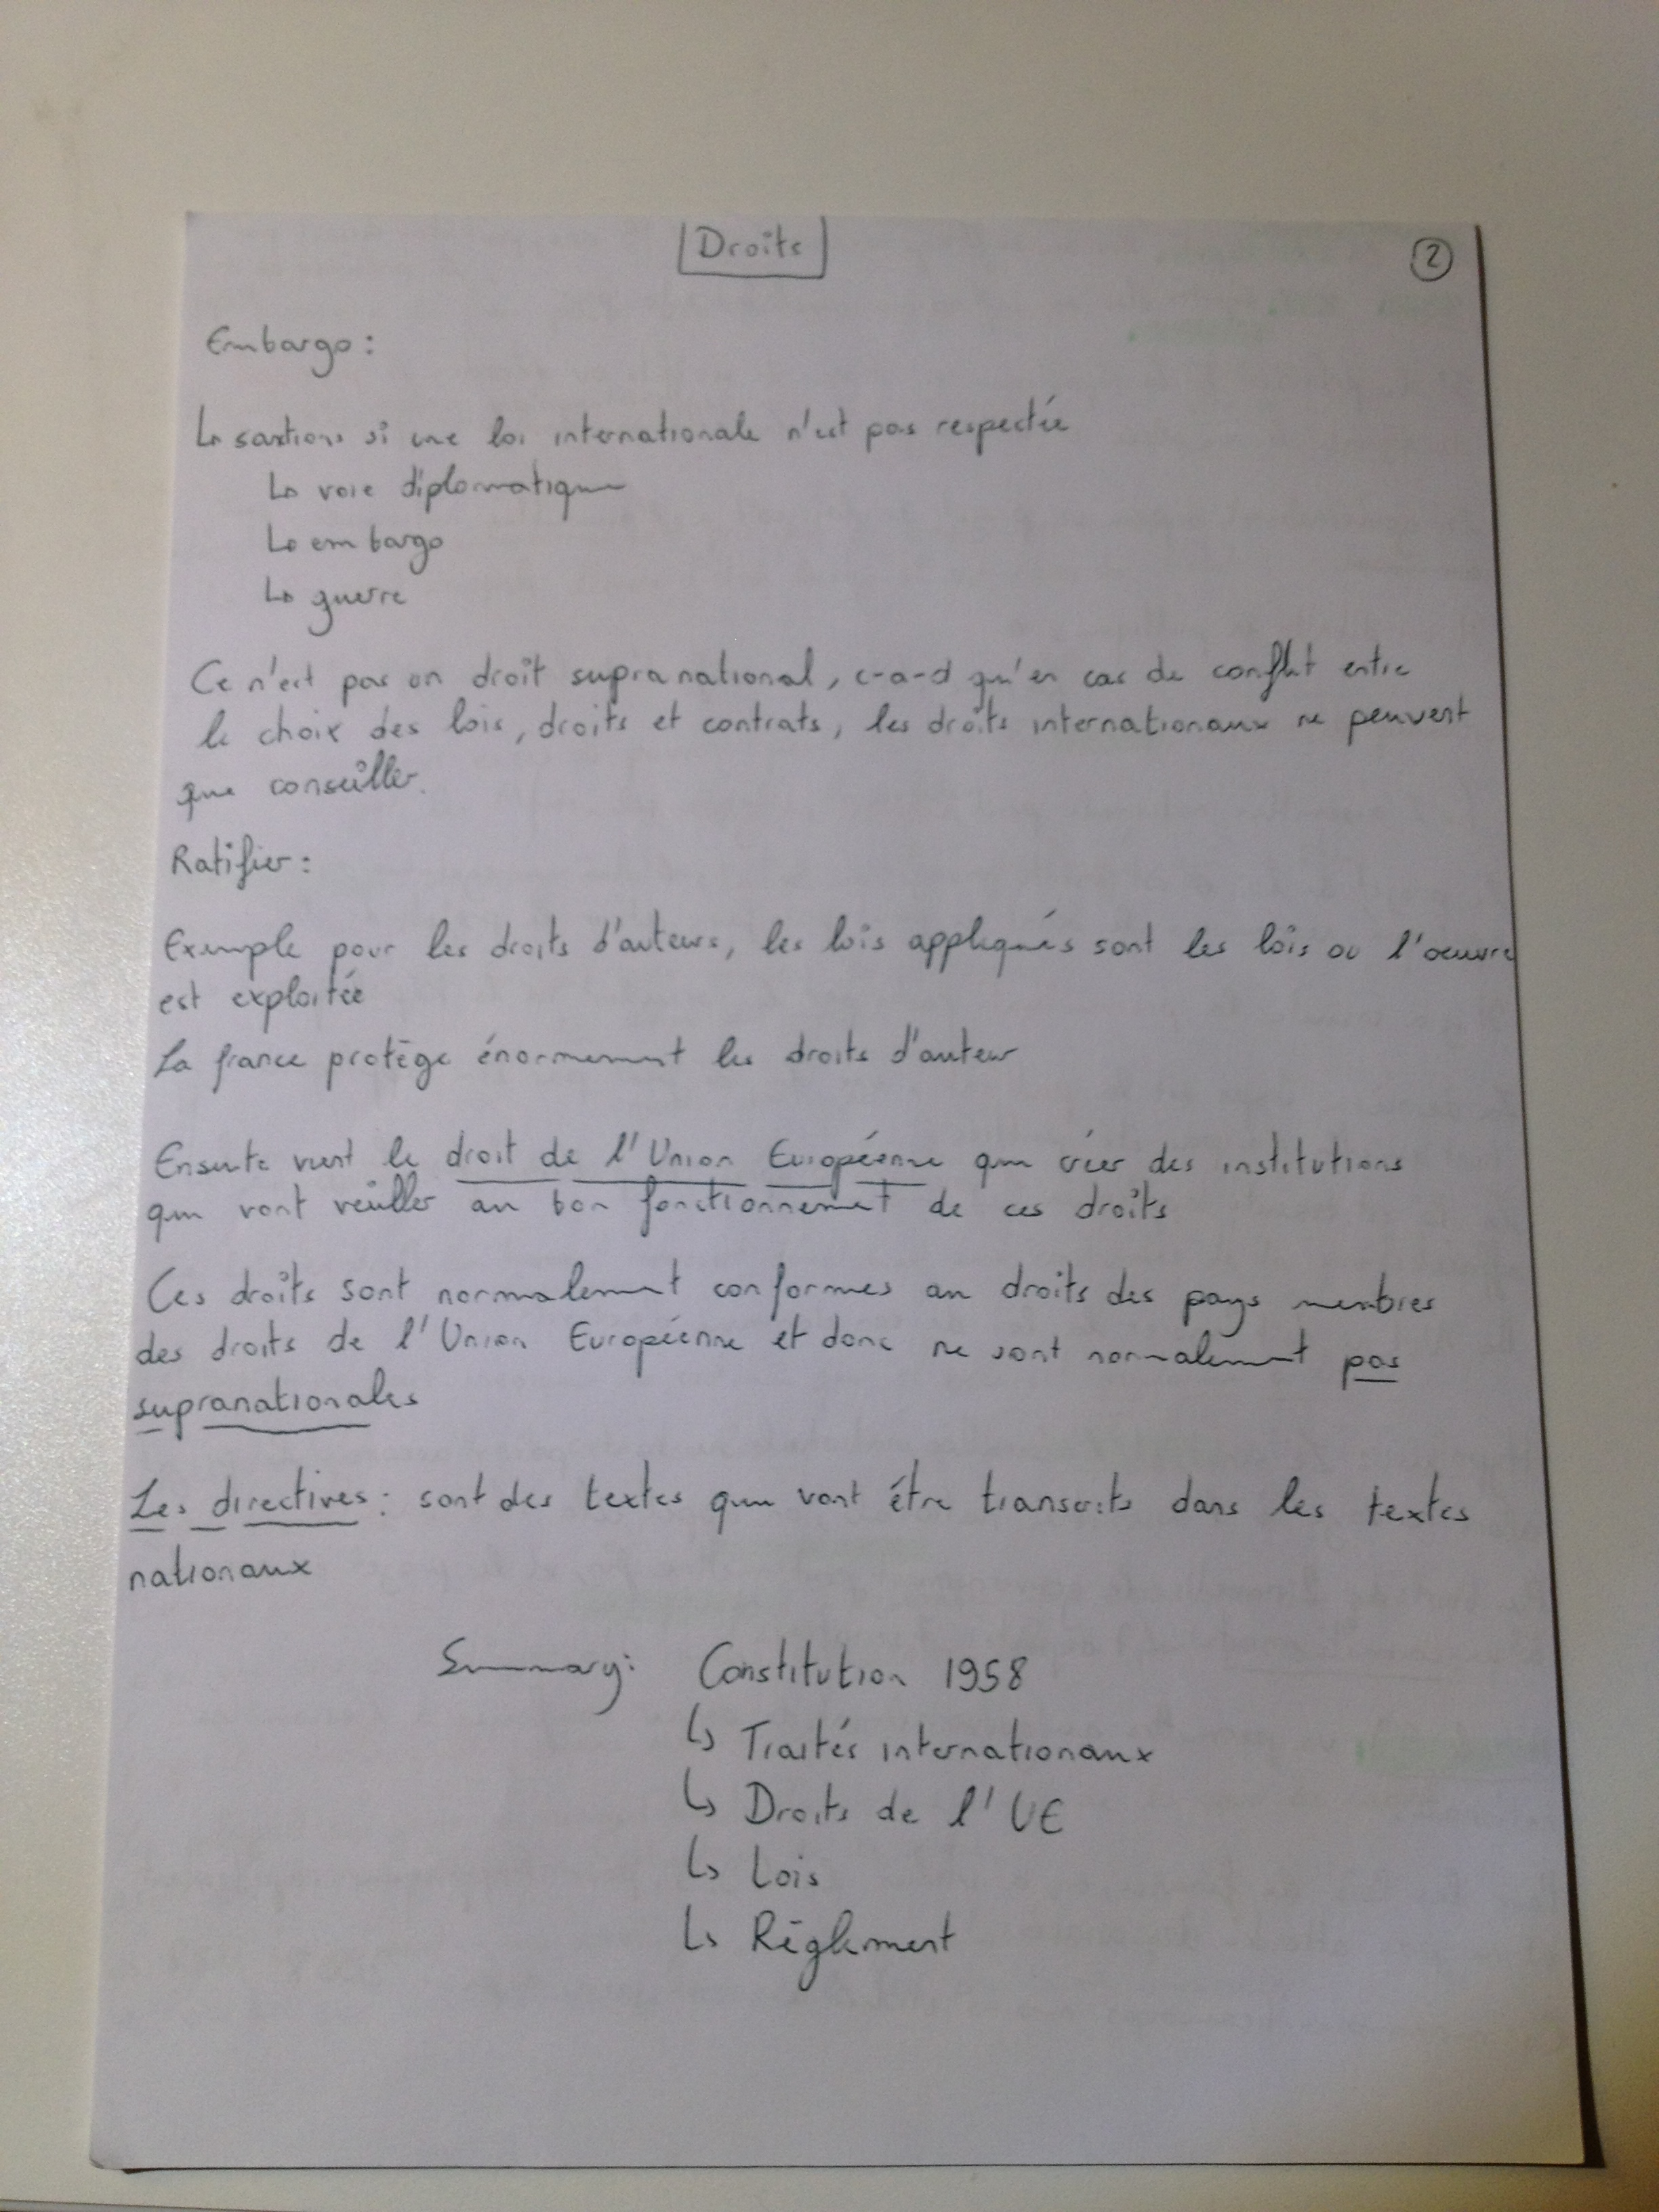 Droits
2
Embargo :
↳ sanctions si une loi internationale n'est pas respectée
↳ voie diplomatique
↳ embargo
↳ guerre
Ce n'est pas un droit supranational, c-a-d qu'en cas de conflit entre
le choix des lois, droits et contrats, les droits internationaux ne peuvent
que conseiller.
Ratifier :
Exemple pour les droits d'auteurs, les lois appliqués sont les lois ou l'oeuvre
est exploitée
La france protège énormement les droits d'auteur
Ensuite vient le droit de l'Union Européenne qui créer des institutions
qui vont veiller au bon fonctionnement de ces droits
Ces droits sont normalement conformes au droits des pays membres
des droits de l'Union Européenne et donc ne sont normalement pas
supranationales
Les directives : sont des textes qui vont être transcrits dans les textes
nationaux
Summary: Constitution 1958
↳ Traités internationaux
↳ Droits de l'UE
↳ Lois
↳ Règlement